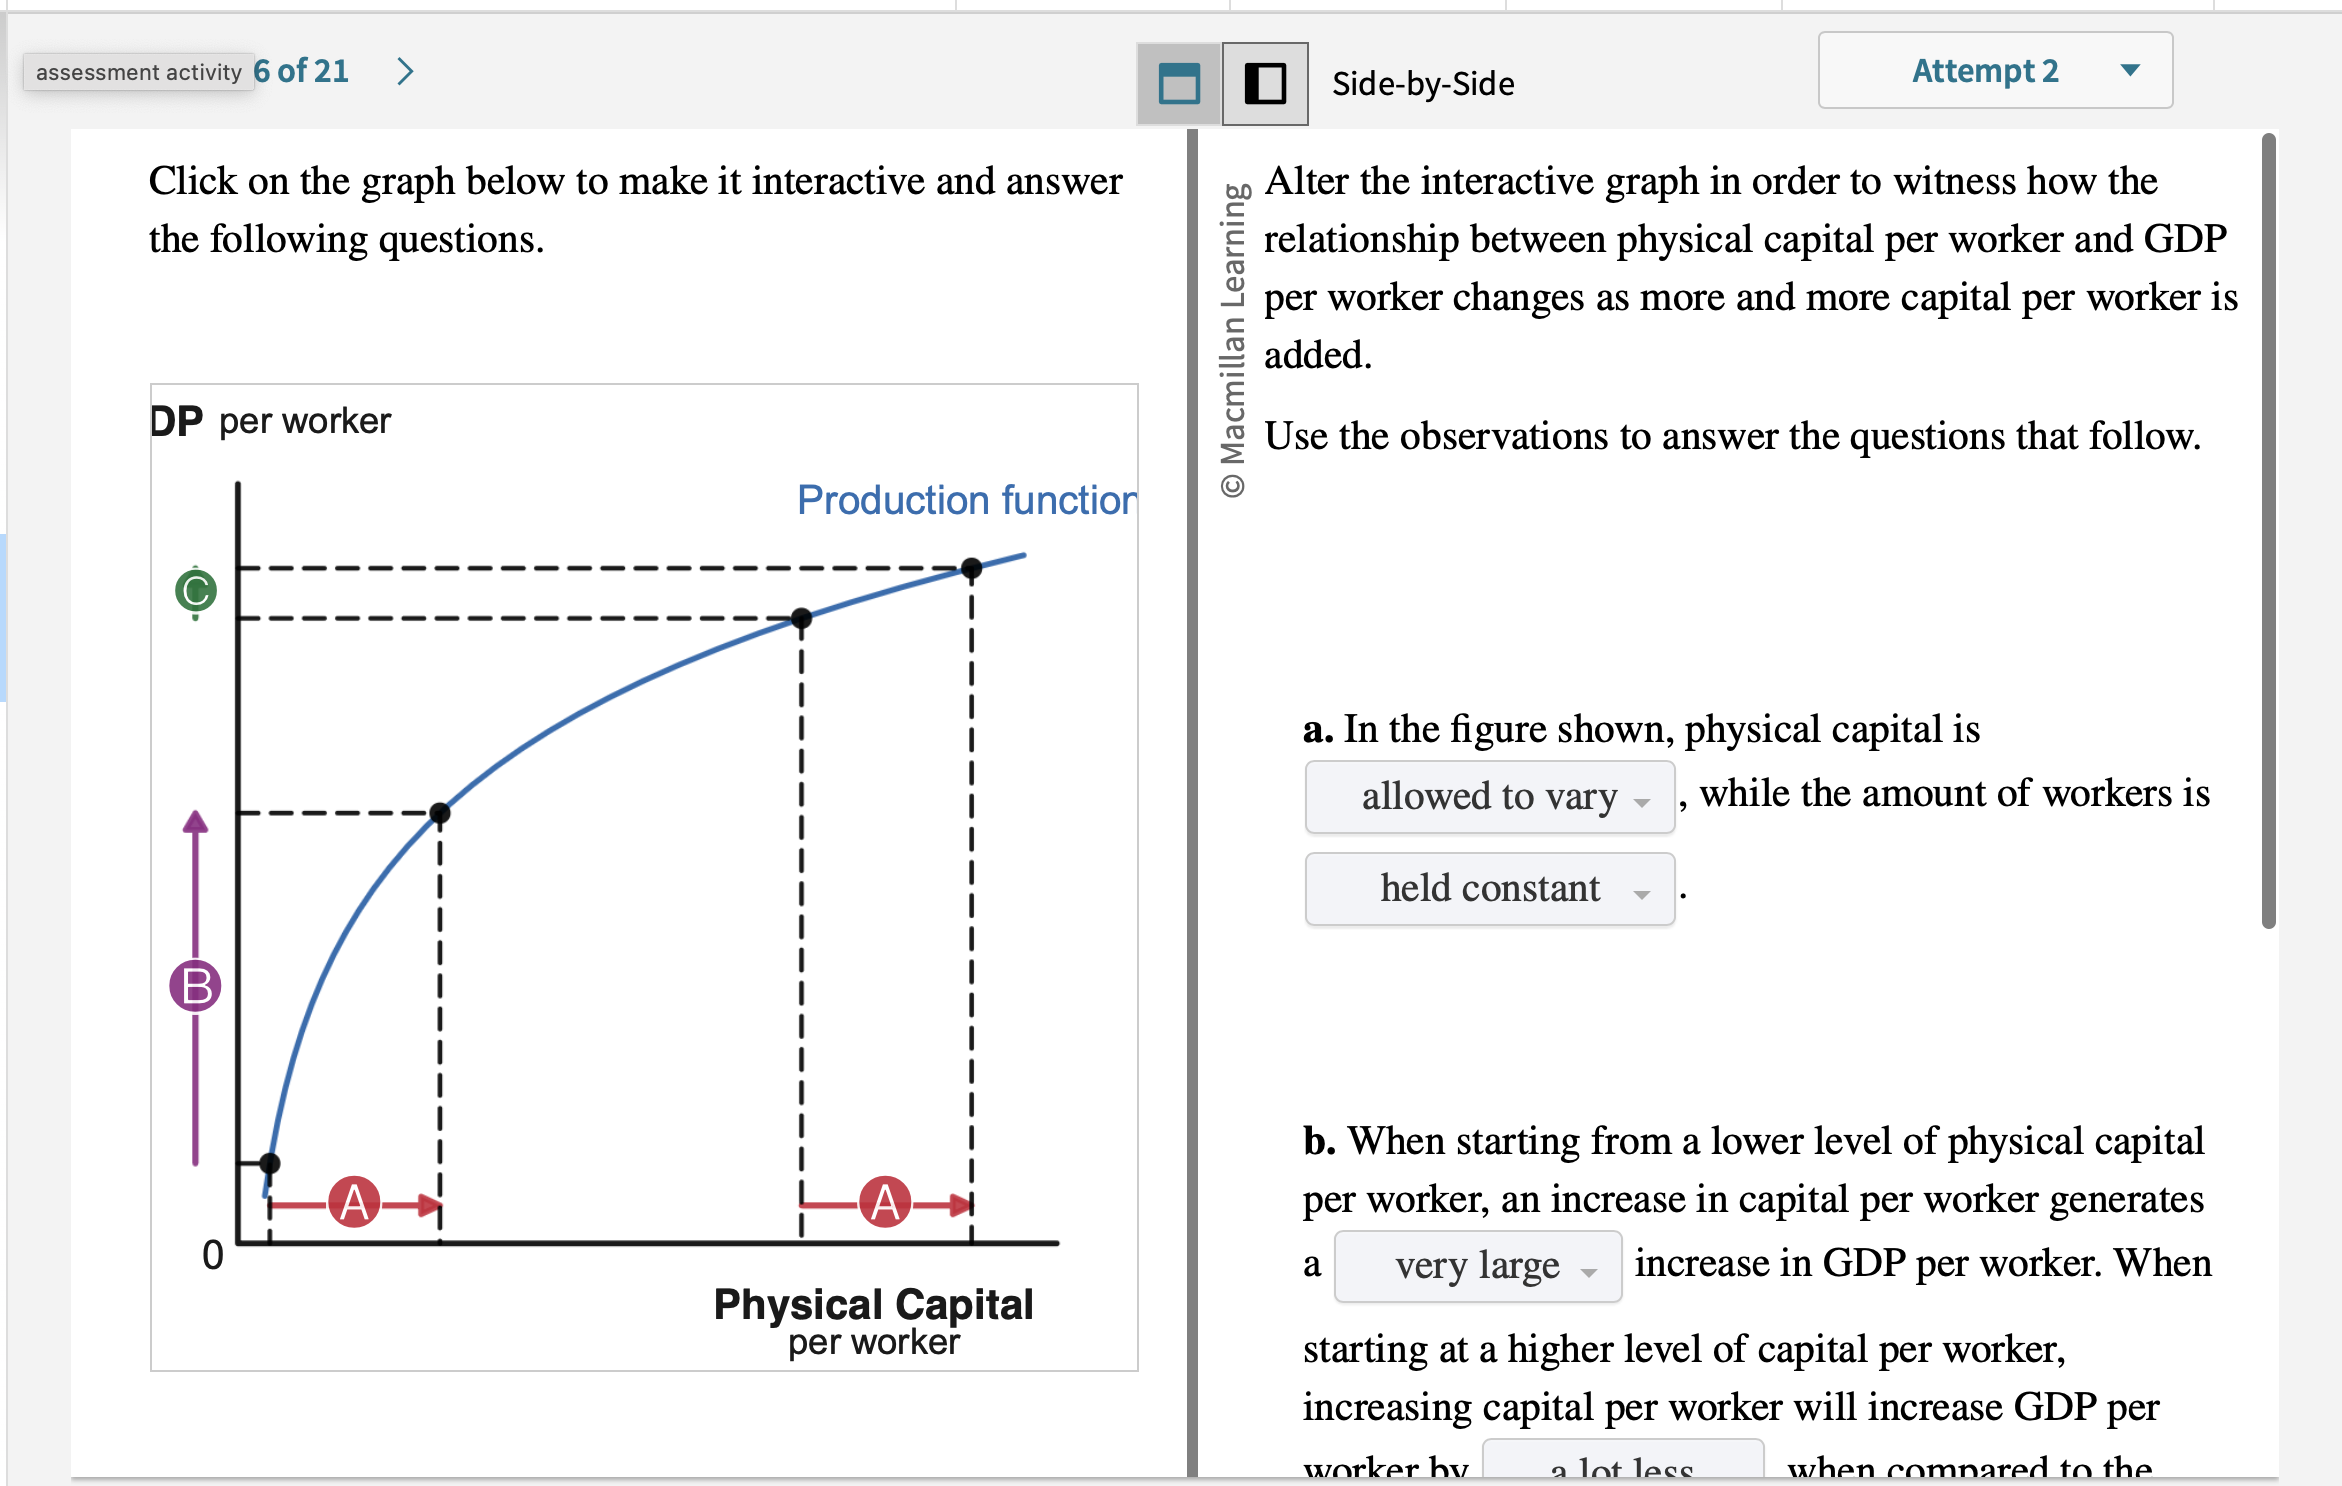 assessment activity 6 of 21
Side-by-Side
Attempt 2
Click on the graph below to make it interactive and answer
the following questions.
DP per worker
Production function
C
B
A
A
0
Physical Capital
per worker
© Macmillan Learning
Alter the interactive graph in order to witness how the
relationship between physical capital per worker and GDP
per worker changes as more and more capital per worker is
added.
Use the observations to answer the questions that follow.
a. In the figure shown, physical capital is
allowed to vary , while the amount of workers is
held constant .
b. When starting from a lower level of physical capital
per worker, an increase in capital per worker generates
a very large increase in GDP per worker. When
starting at a higher level of capital per worker,
increasing capital per worker will increase GDP per
worker by a lot less when compared to the